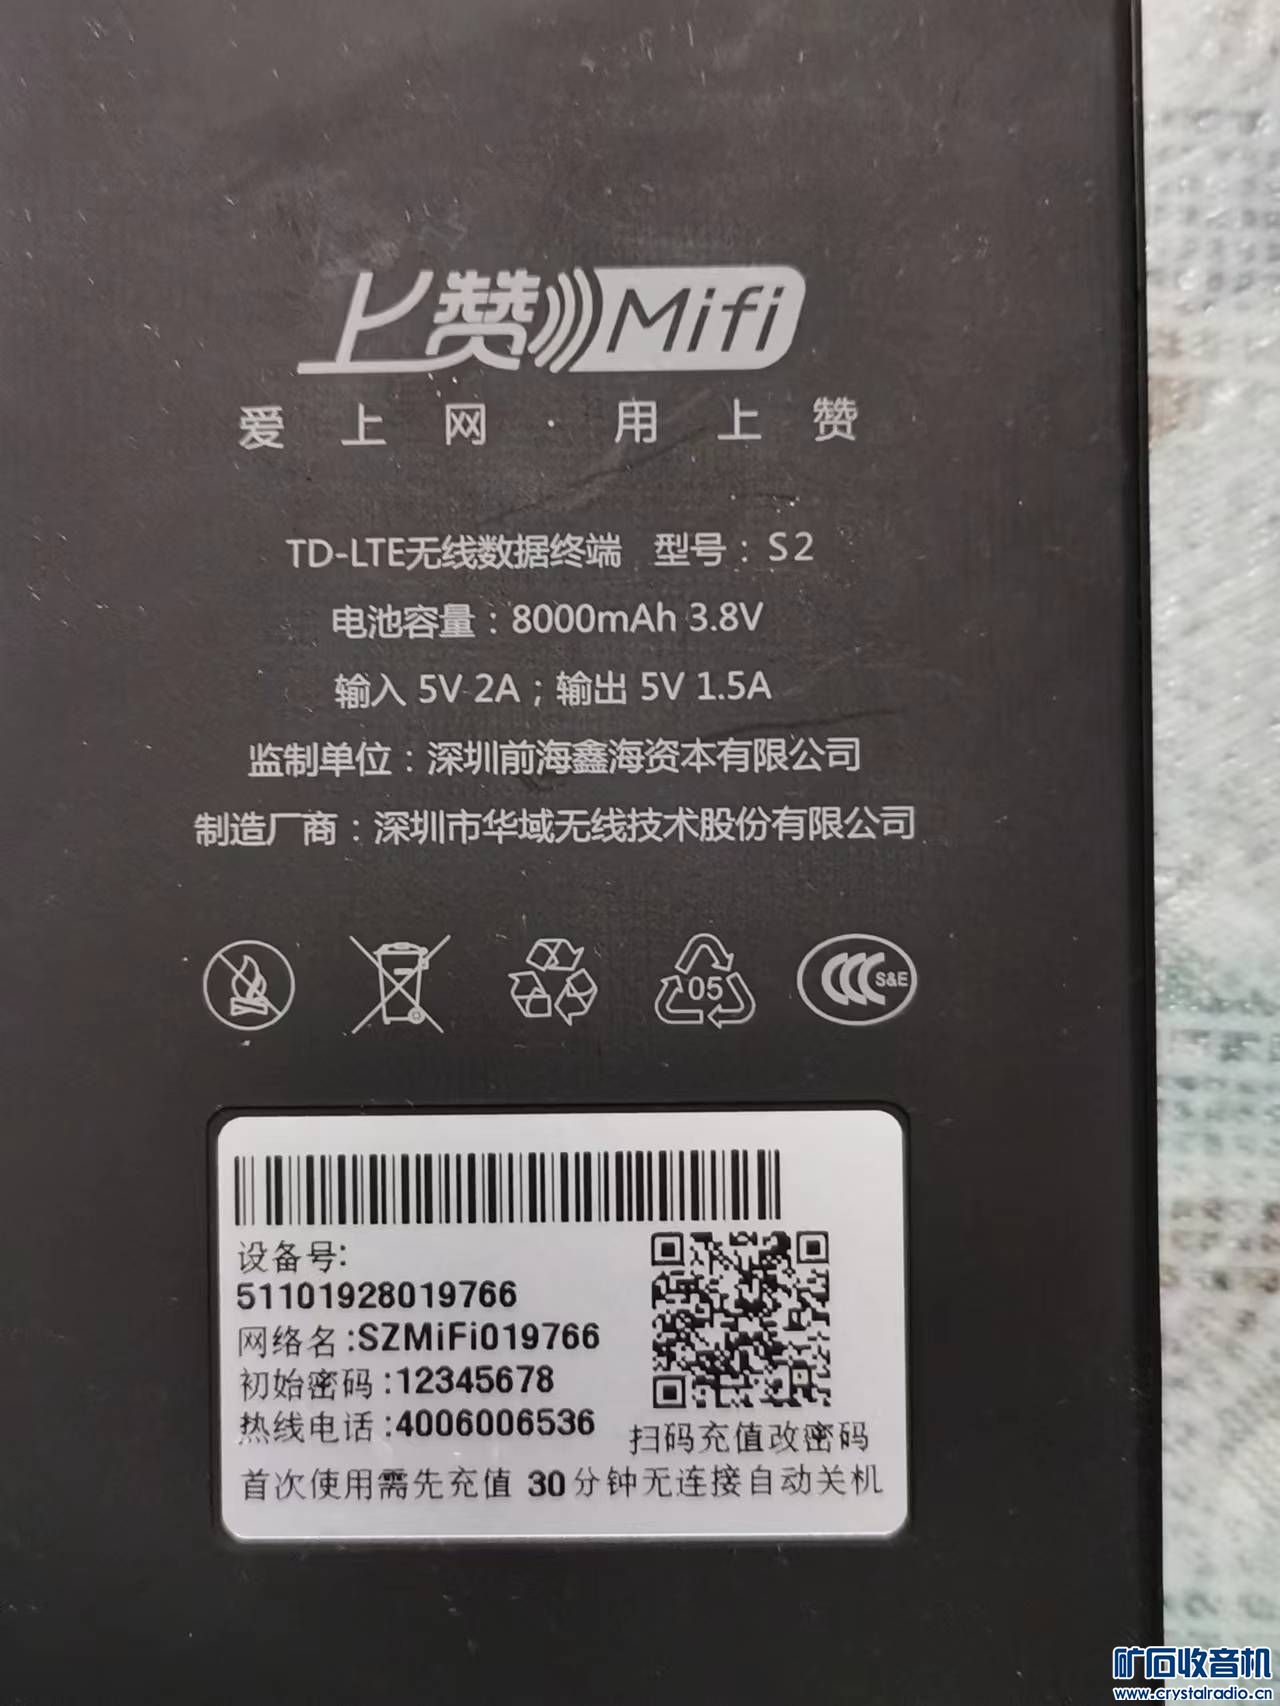 上赞 Mifi
爱上网·用上赞
TD-LTE无线数据终端 型号：S2
电池容量：8000mAh 3.8V
输入 5V 2A；输出 5V 1.5A
监制单位：深圳前海鑫海资本有限公司
制造厂商：深圳市华域无线技术股份有限公司
05
S&E
设备号:
51101928019766
网络名:SZMiFi019766
初始密码:12345678
热线电话:4006006536
扫码充值改密码
首次使用需先充值 30分钟无连接自动关机
矿石收音机
www.crystalradio.cn